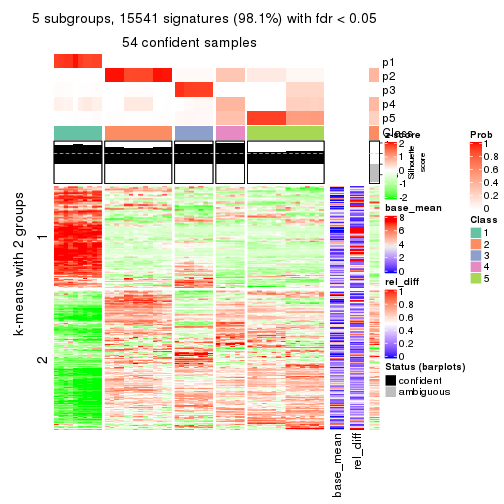 5 subgroups, 15541 signatures (98.1%) with fdr < 0.05
54 confident samples
p1
p2
p3
p4
p5
Class
k-means with 2 groups
1
2
Silhouette
score
z-score
2
1
0
-1
-2
base_mean
8
6
4
2
0
rel_diff
1
0.8
0.6
0.4
0.2
0
Status (barplots)
confident
ambiguous
Prob
1
0.8
0.6
0.4
0.2
0
Class
1
2
3
4
5
base_mean
rel_diff